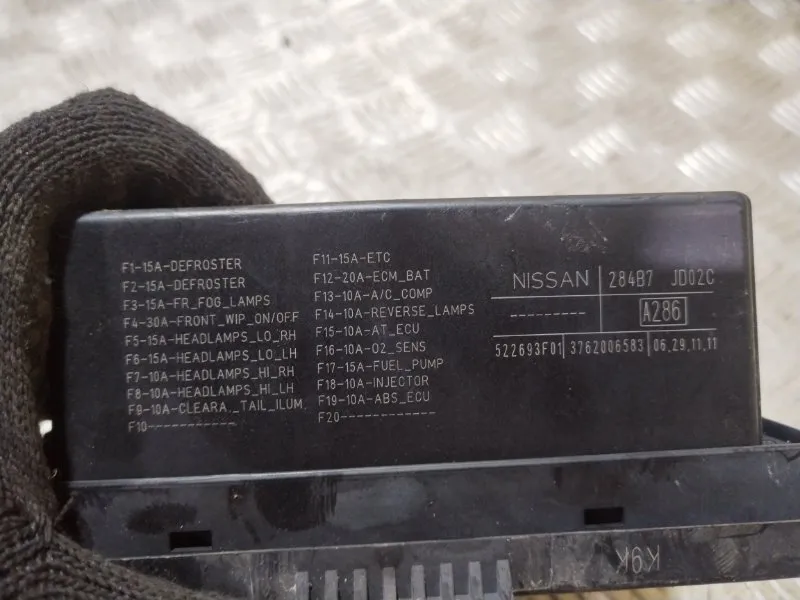 F1-15A-DEFROSTER
F2-15A-DEFROSTER
F3-15A-FR_FOG_LAMPS
F4-30A-FRONT_WIP_ON/OFF
F5-15A-HEADLAMPS_LO_RH
F6-15A-HEADLAMPS_LO_LH
F7-10A-HEADLAMPS_HI_RH
F8-10A-HEADLAMPS_HI_LH
F9-10A-CLEARA._TAIL_ILUM.
F10-----------
F11-15A-ETC
F12-20A-ECM_BAT
F13-10A-A/C_COMP
F14-10A-REVERSE_LAMPS
F15-10A-AT_ECU
F16-10A-O2_SENS
F17-15A-FUEL_PUMP
F18-10A-INJECTOR
F19-10A-ABS_ECU
F20------------
NISSAN 284B7 JD02C
--------- A286
522693F01 3762006583 06.29.11.11
K9K